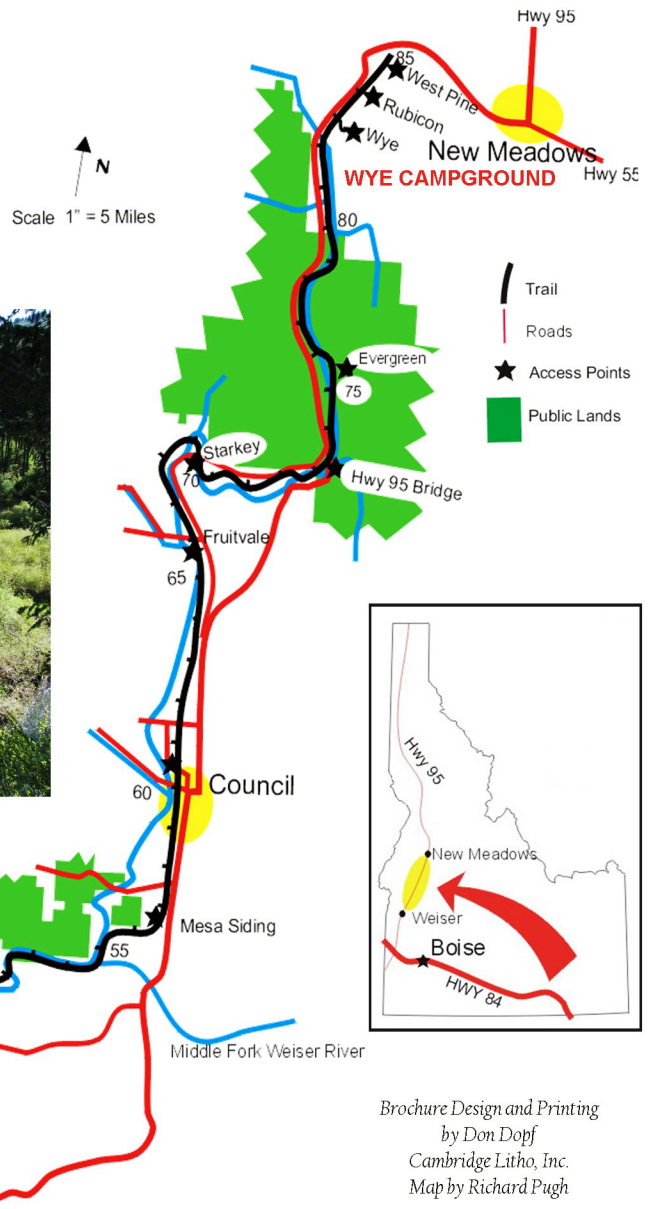 Hwy 95
85
West Pine
Rubicon
Wye
New Meadows
Hwy 55
WYE CAMPGROUND
N
Scale 1" = 5 Miles
80
Trail
Roads
Access Points
Public Lands
Evergreen
75
Starkey
70
Hwy 95 Bridge
Fruitvale
65
Council
60
Mesa Siding
55
Middle Fork Weiser River
Hwy 95
New Meadows
Weiser
Boise
HWY 84
Brochure Design and Printing
by Don Dopf
Cambridge Litho, Inc.
Map by Richard Pugh